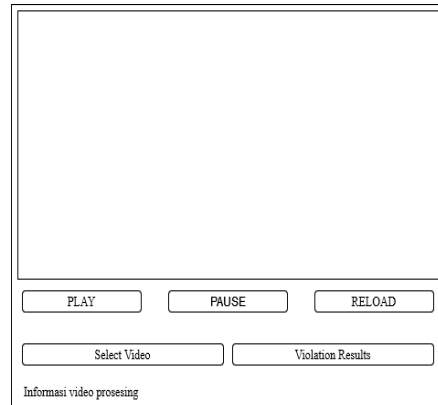 PLAY PAUSE RELOAD
Select Video Violation Results
Informasi video prosesing